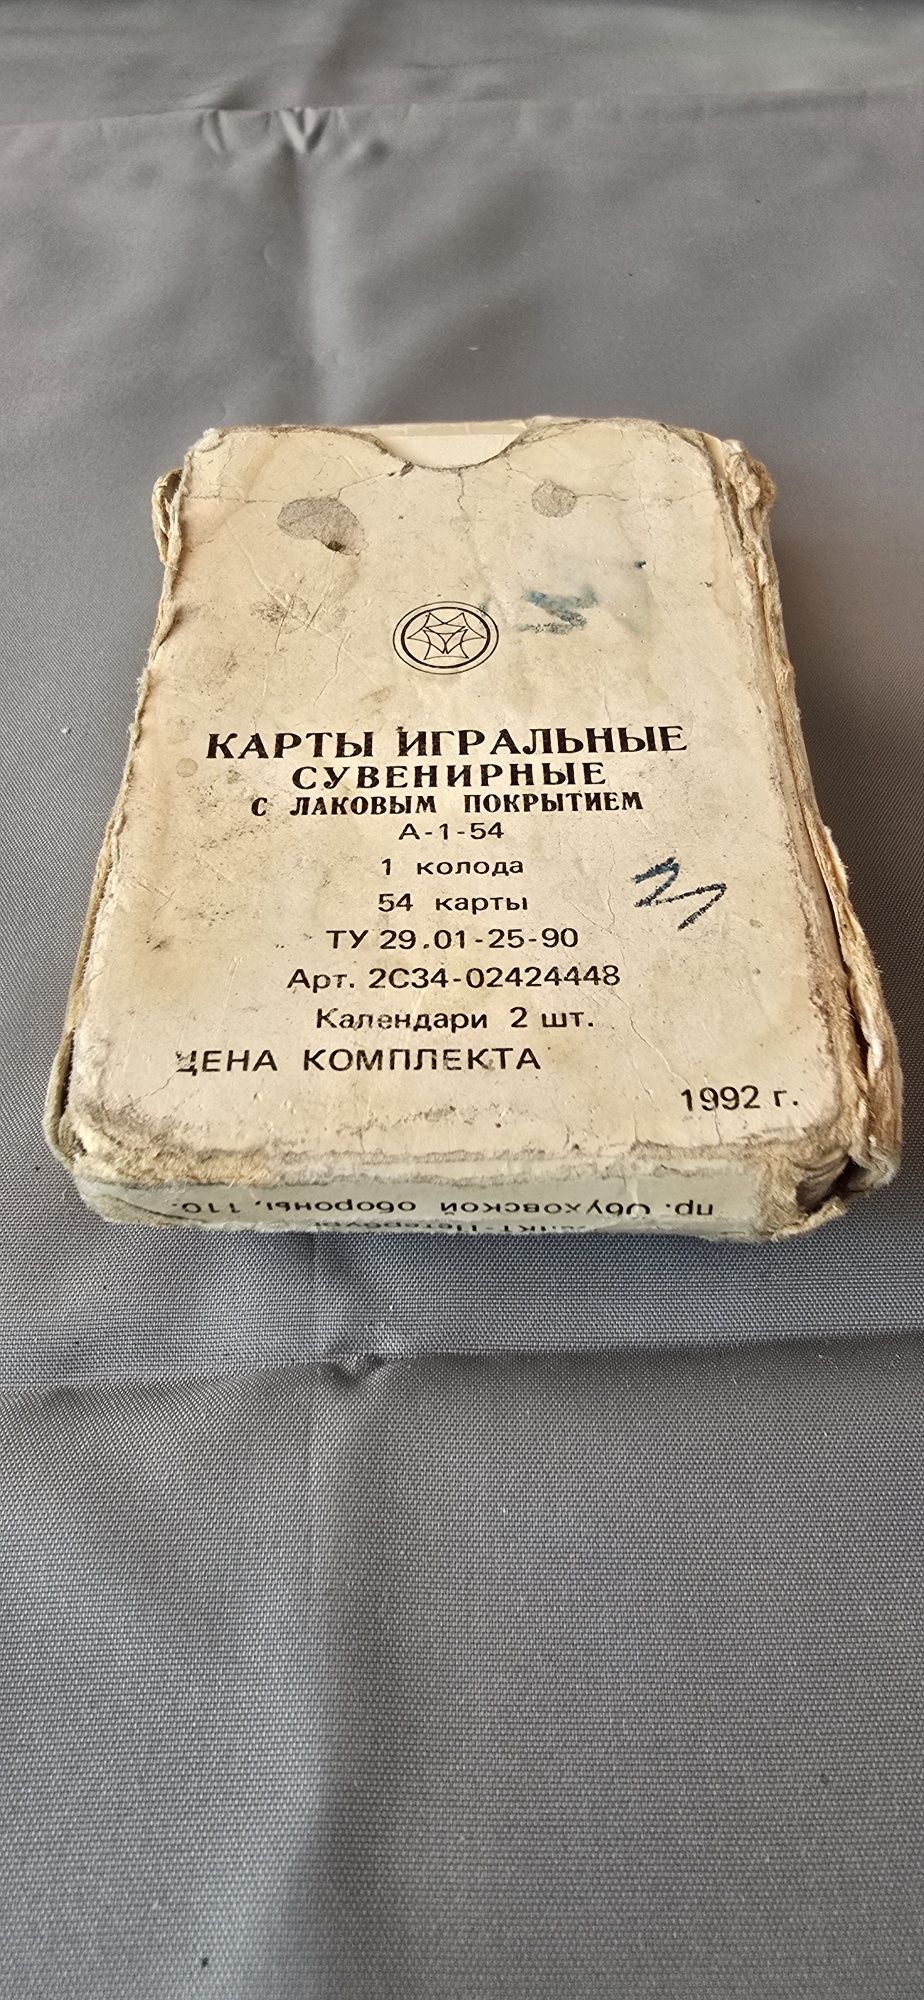 КАРТЫ ИГРАЛЬНЫЕ
СУВЕНИРНЫЕ
С ЛАКОВЫМ ПОКРЫТИЕМ
А-1-54
1 колода
54 карты
ТУ 29.01-25-90
Арт. 2С34-02424448
Календари 2 шт.
ЦЕНА КОМПЛЕКТА
1992 г.
пр. Обуховской обороны, 110.